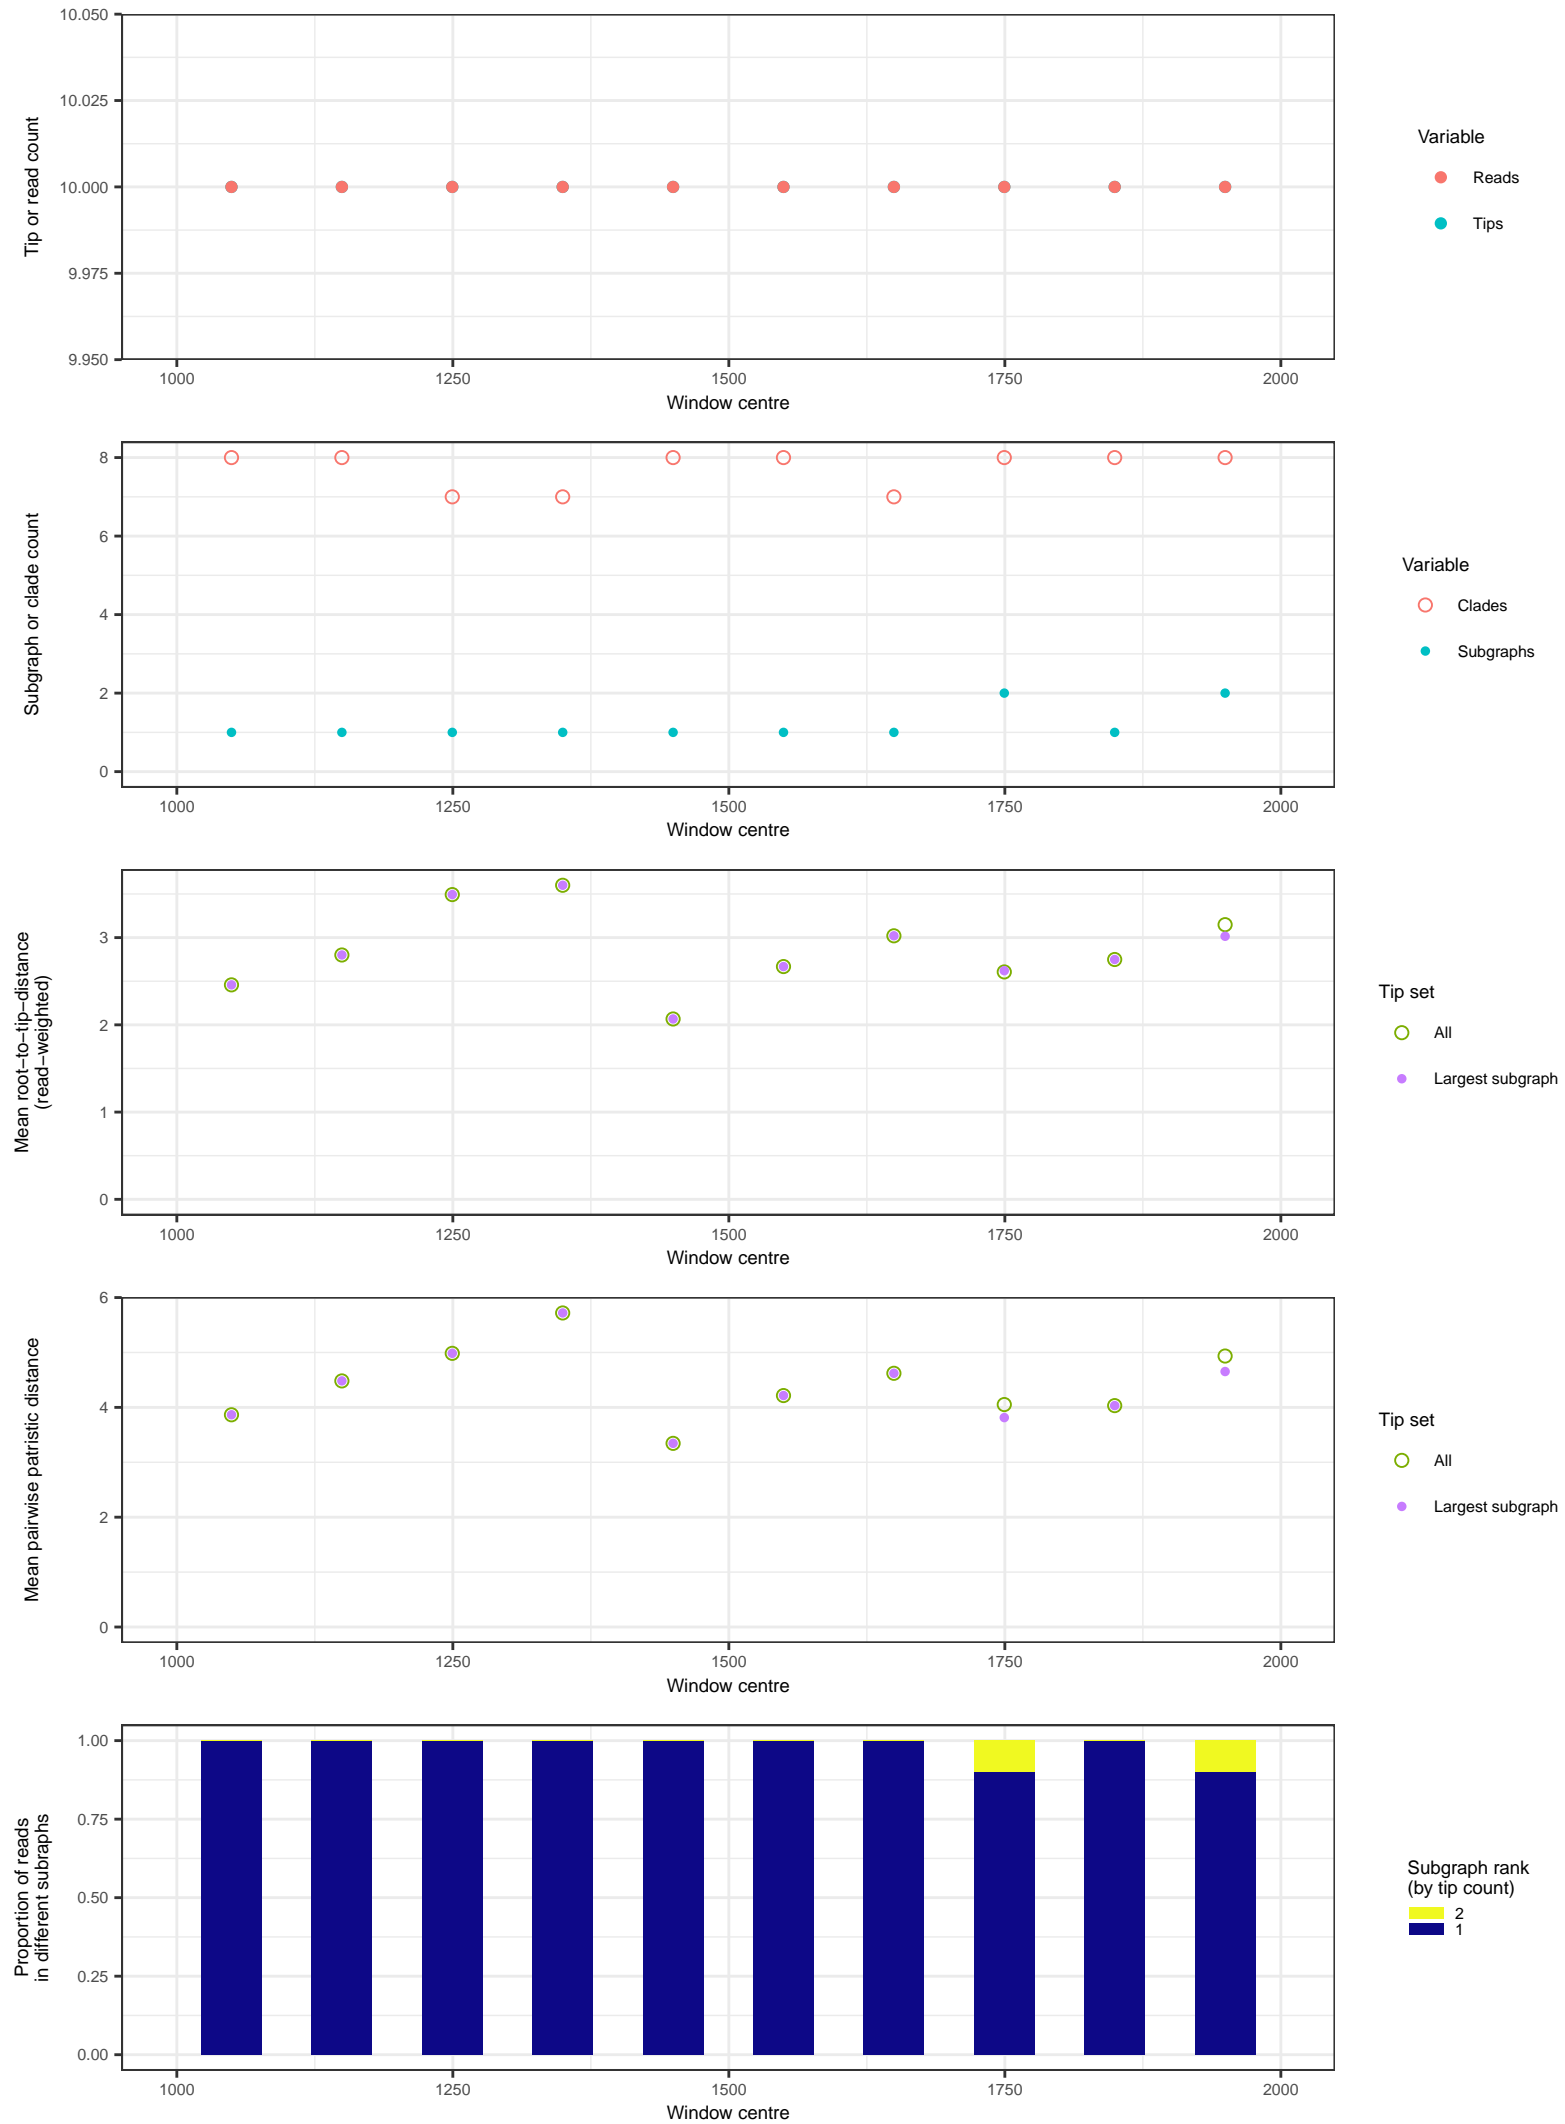 10.050
10.025
10.000
9.975
9.950
Tip or read count
1000 1250 1500 1750 2000
Window centre
Variable
Reads
Tips
8
6
4
2
0
Subgraph or clade count
1000 1250 1500 1750 2000
Window centre
Variable
Clades
Subgraphs
3
2
1
0
Mean root−to−tip−distance
(read−weighted)
1000 1250 1500 1750 2000
Window centre
Tip set
All
Largest subgraph
6
4
2
0
Mean pairwise patristic distance
1000 1250 1500 1750 2000
Window centre
Tip set
All
Largest subgraph
1.00
0.75
0.50
0.25
0.00
Proportion of reads
in different subraphs
1000 1250 1500 1750 2000
Window centre
Subgraph rank
(by tip count)
2
1